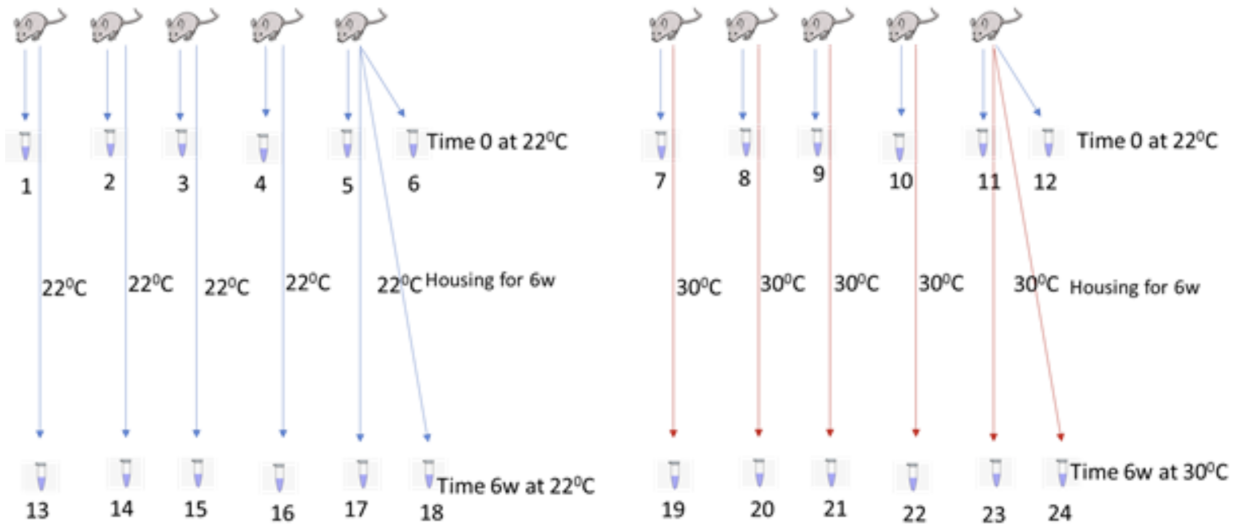 Time 0 at 22⁰C
Time 0 at 22⁰C
1 2 3 4 5 6
7 8 9 10 11 12
22⁰C 22⁰C 22⁰C 22⁰C 22⁰C Housing for 6w
30⁰C 30⁰C 30⁰C 30⁰C 30⁰C Housing for 6w
Time 6w at 22⁰C
Time 6w at 30⁰C
13 14 15 16 17 18
19 20 21 22 23 24